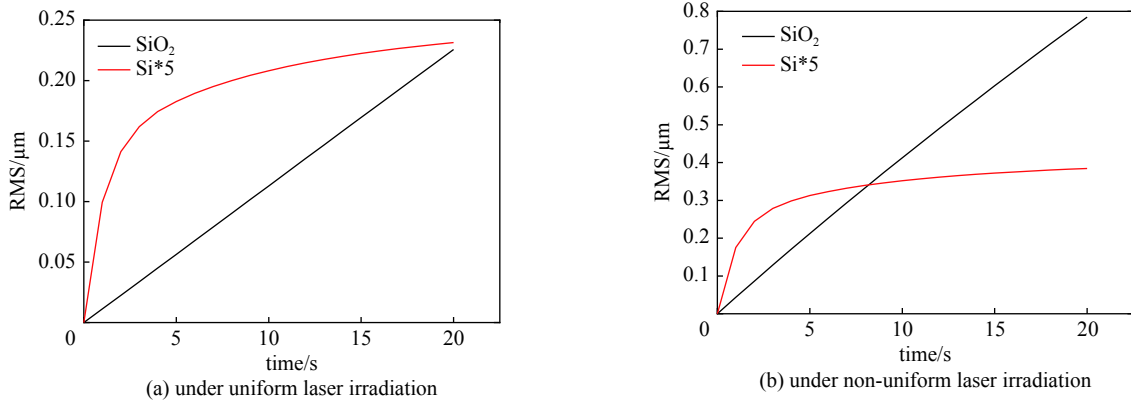 0.25
0.20
0.15
0.10
0.05
0
5
10
15
20
RMS/μm
time/s
SiO₂
Si*5
(a) under uniform laser irradiation
0.8
0.7
0.6
0.5
0.4
0.3
0.2
0.1
0
5
10
15
20
RMS/μm
time/s
SiO₂
Si*5
(b) under non-uniform laser irradiation